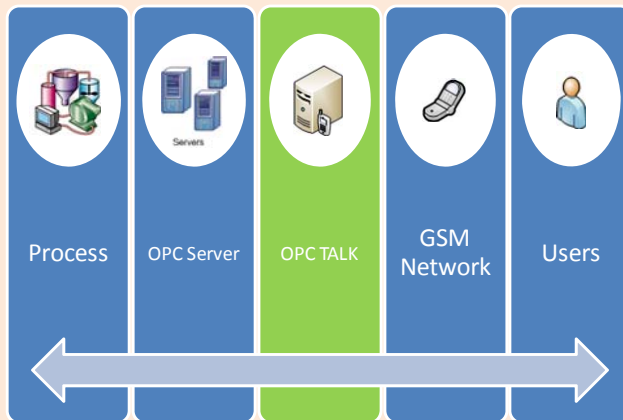 Servers
Process
OPC Server
OPC TALK
GSM
Network
Users